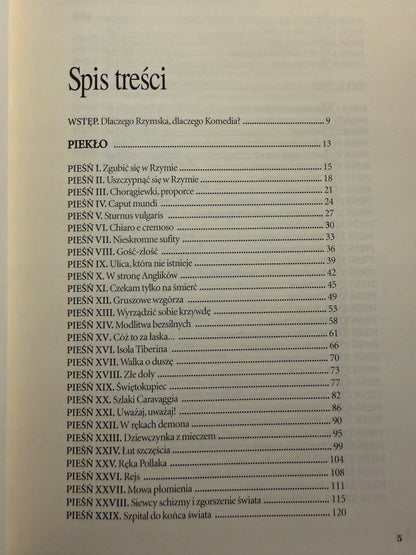 Spis treści
WSTĘP. Dlaczego Rzymska, dlaczego Komedia? ........ 9
PIEKŁO ........ 13
PIEŚŃ I. Zgubić się w Rzymie ........ 15
PIEŚŃ II. Uszczypnąć się w Rzymie ........ 18
PIEŚŃ III. Chorągiewki, proporce ........ 21
PIEŚŃ IV. Caput mundi ........ 24
PIEŚŃ V. Sturnus vulgaris ........ 27
PIEŚŃ VI. Chiaro e cremoso ........ 30
PIEŚŃ VII. Nieskromne sufity ........ 33
PIEŚŃ VIII. Gość-złość ........ 36
PIEŚŃ IX. Ulica, która nie istnieje ........ 39
PIEŚŃ X. W stronę Anglików ........ 42
PIEŚŃ XI. Czekam tylko na śmierć ........ 45
PIEŚŃ XII. Gruszowe wzgórza ........ 49
PIEŚŃ XIII. Wyrządzić sobie krzywdę ........ 53
PIEŚŃ XIV. Modlitwa bezsilnych ........ 58
PIEŚŃ XV. Cóż to za łaska... ........ 61
PIEŚŃ XVI. Isola Tiberina ........ 66
PIEŚŃ XVII. Walka o duszę ........ 70
PIEŚŃ XVIII. Złe doły ........ 73
PIEŚŃ XIX. Świętokupiec ........ 77
PIEŚŃ XX. Szlaki Caravaggia ........ 82
PIEŚŃ XXI. Uważaj, uważaj! ........ 86
PIEŚŃ XXII. W rękach demona ........ 90
PIEŚŃ XXIII. Dziewczynka z mieczem ........ 95
PIEŚŃ XXIV. Łut szczęścia ........ 99
PIEŚŃ XXV. Ręka Pollaka ........ 104
PIEŚŃ XXVI. Rejs ........ 108
PIEŚŃ XXVII. Mowa płomienia ........ 111
PIEŚŃ XXVIII. Siewcy schizmy i zgorszenie świata ........ 115
PIEŚŃ XXIX. Szpital do końca świata ........ 120
5